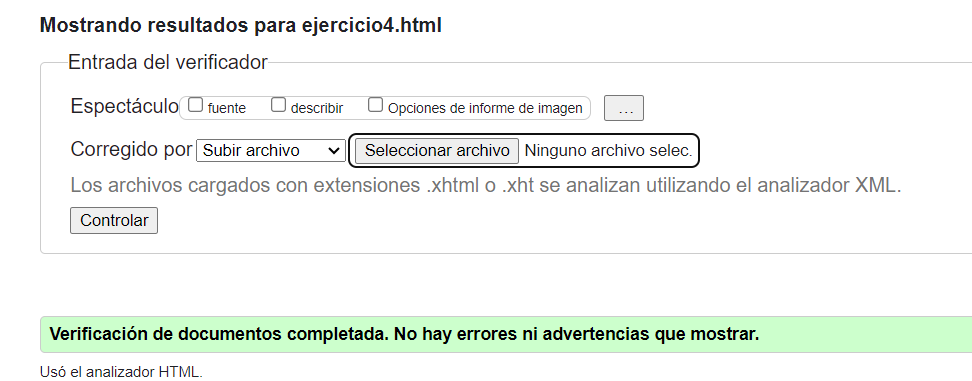 Mostrando resultados para ejercicio4.html
Entrada del verificador
Espectáculo fuente describir Opciones de informe de imagen ...
Corregido por Subir archivo Seleccionar archivo Ninguno archivo selec.
Los archivos cargados con extensiones .xhtml o .xht se analizan utilizando el analizador XML.
Controlar
Verificación de documentos completada. No hay errores ni advertencias que mostrar.
Usó el analizador HTML.